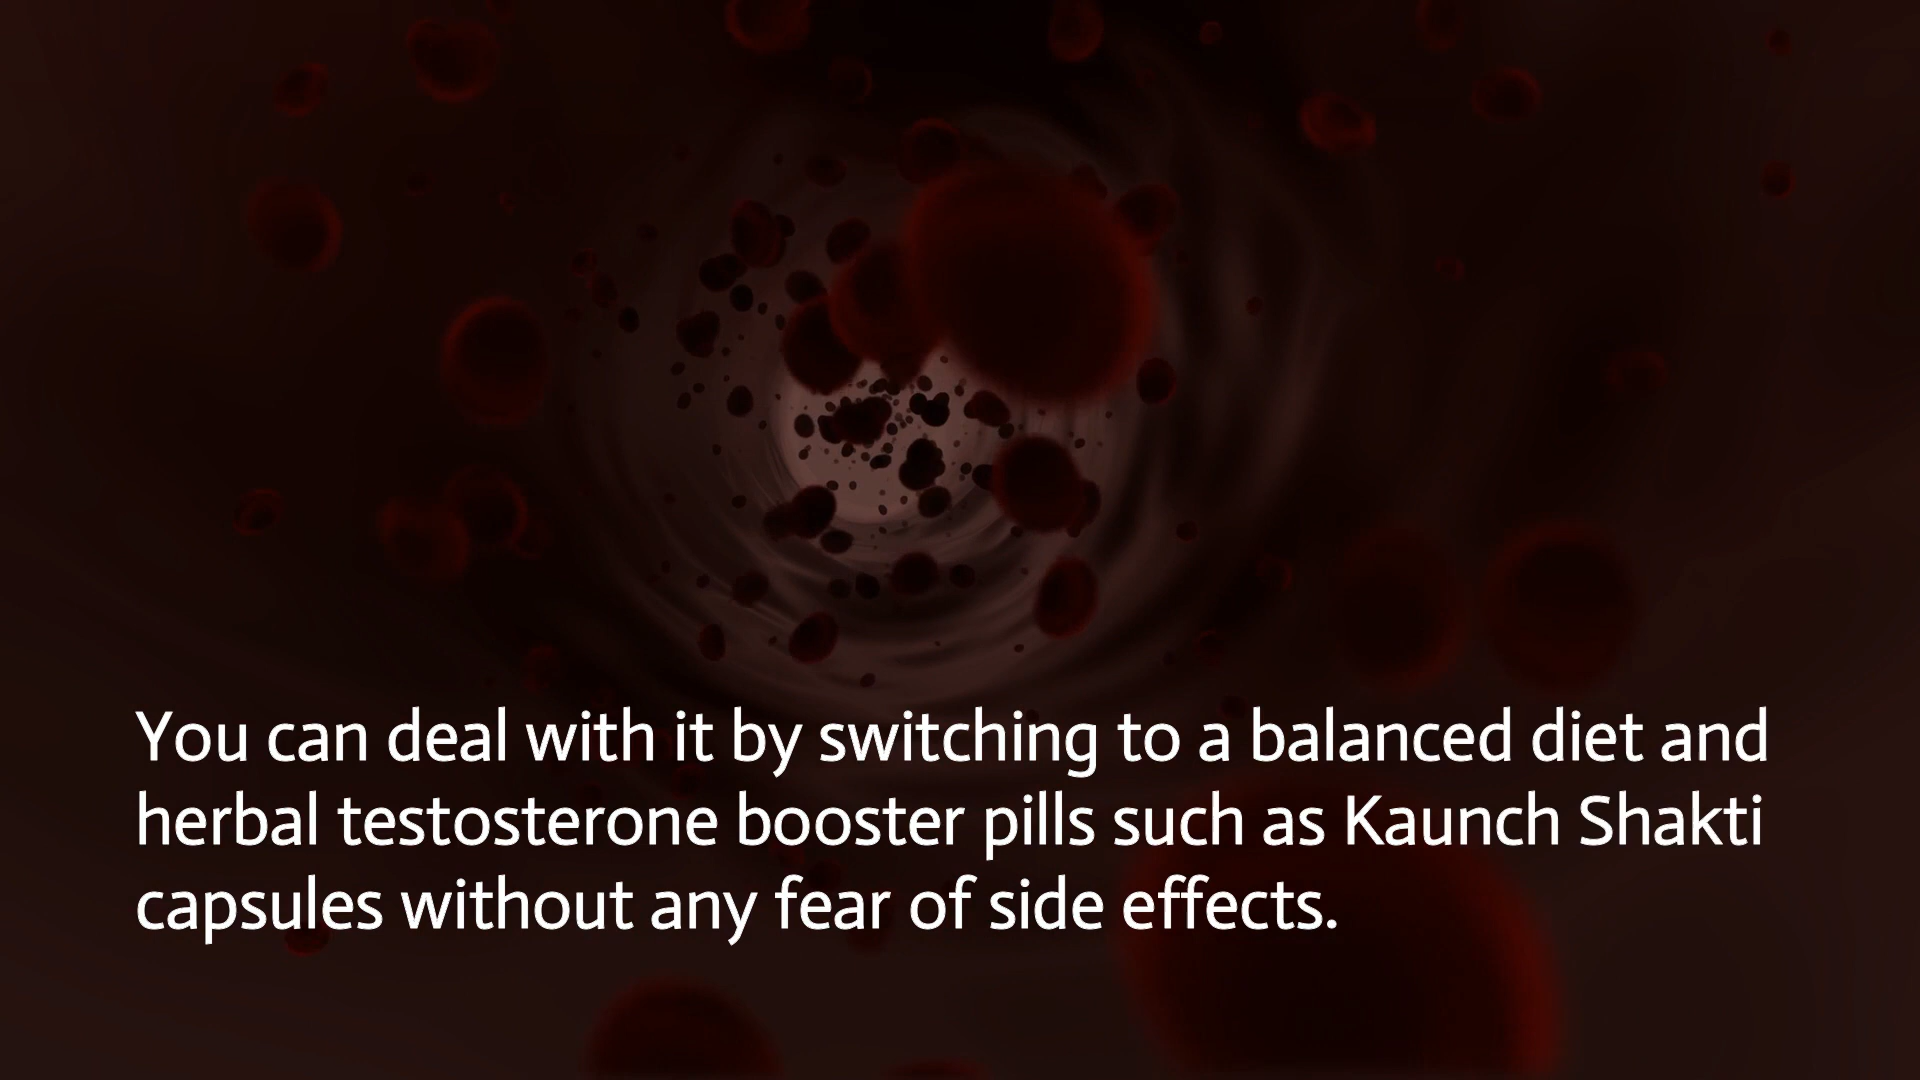 You can deal with it by switching to a balanced diet and
herbal testosterone booster pills such as Kaunch Shakti
capsules without any fear of side effects.